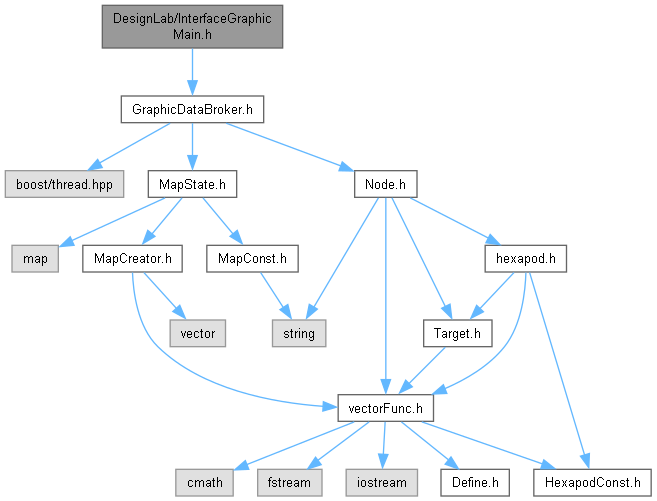 DesignLab/InterfaceGraphic
Main.h
GraphicDataBroker.h
boost/thread.hpp
MapState.h
Node.h
map
MapCreator.h
MapConst.h
hexapod.h
vector
string
Target.h
vectorFunc.h
cmath
fstream
iostream
Define.h
HexapodConst.h